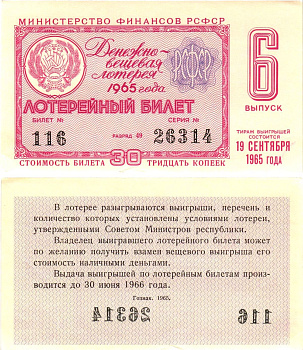 МИНИСТЕРСТВО ФИНАНСОВ РСФСР
Денежно-
вещевая
лотерея
1965 года
РСФСР
6
ВЫПУСК
ЛОТЕРЕЙНЫЙ БИЛЕТ
БИЛЕТ № СЕРИЯ №
116 РАЗРЯД 49 26314
ТИРАЖ ВЫИГРЫШЕЙ
СОСТОИТСЯ
19 СЕНТЯБРЯ
1965 ГОДА
СТОИМОСТЬ БИЛЕТА 30 ТРИДЦАТЬ КОПЕЕК
В лотерее разыгрываются выигрыши, перечень и
количество которых установлены условиями лотереи,
утвержденными Советом Министров республики.
Владелец выигравшего лотерейного билета может
по желанию получить взамен вещевого выигрыша его
стоимость наличными деньгами.
Выдача выигрышей по лотерейным билетам произ-
водится до 30 июня 1966 года.
Гознак. 1965.
26314 116